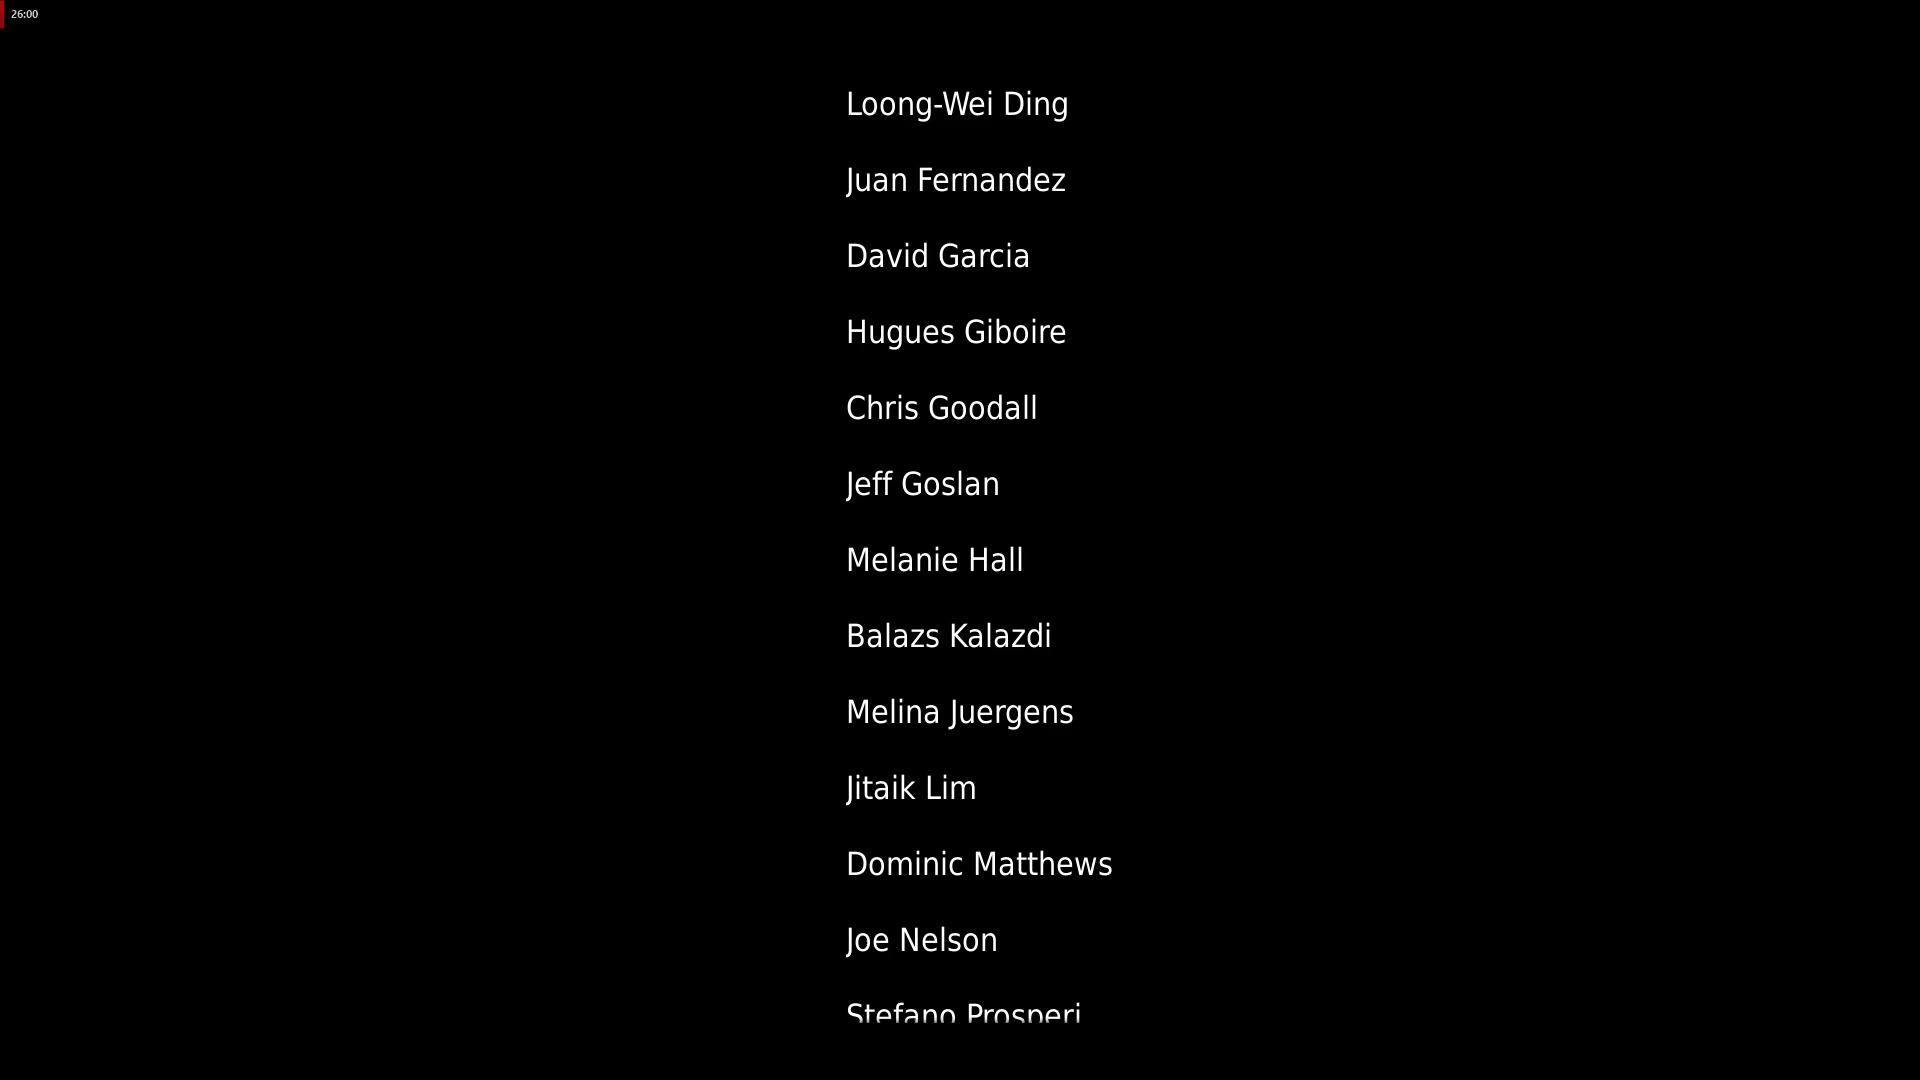 26:00
Loong-Wei Ding
Juan Fernandez
David Garcia
Hugues Giboire
Chris Goodall
Jeff Goslan
Melanie Hall
Balazs Kalazdi
Melina Juergens
Jitaik Lim
Dominic Matthews
Joe Nelson
Stefano Prosperi